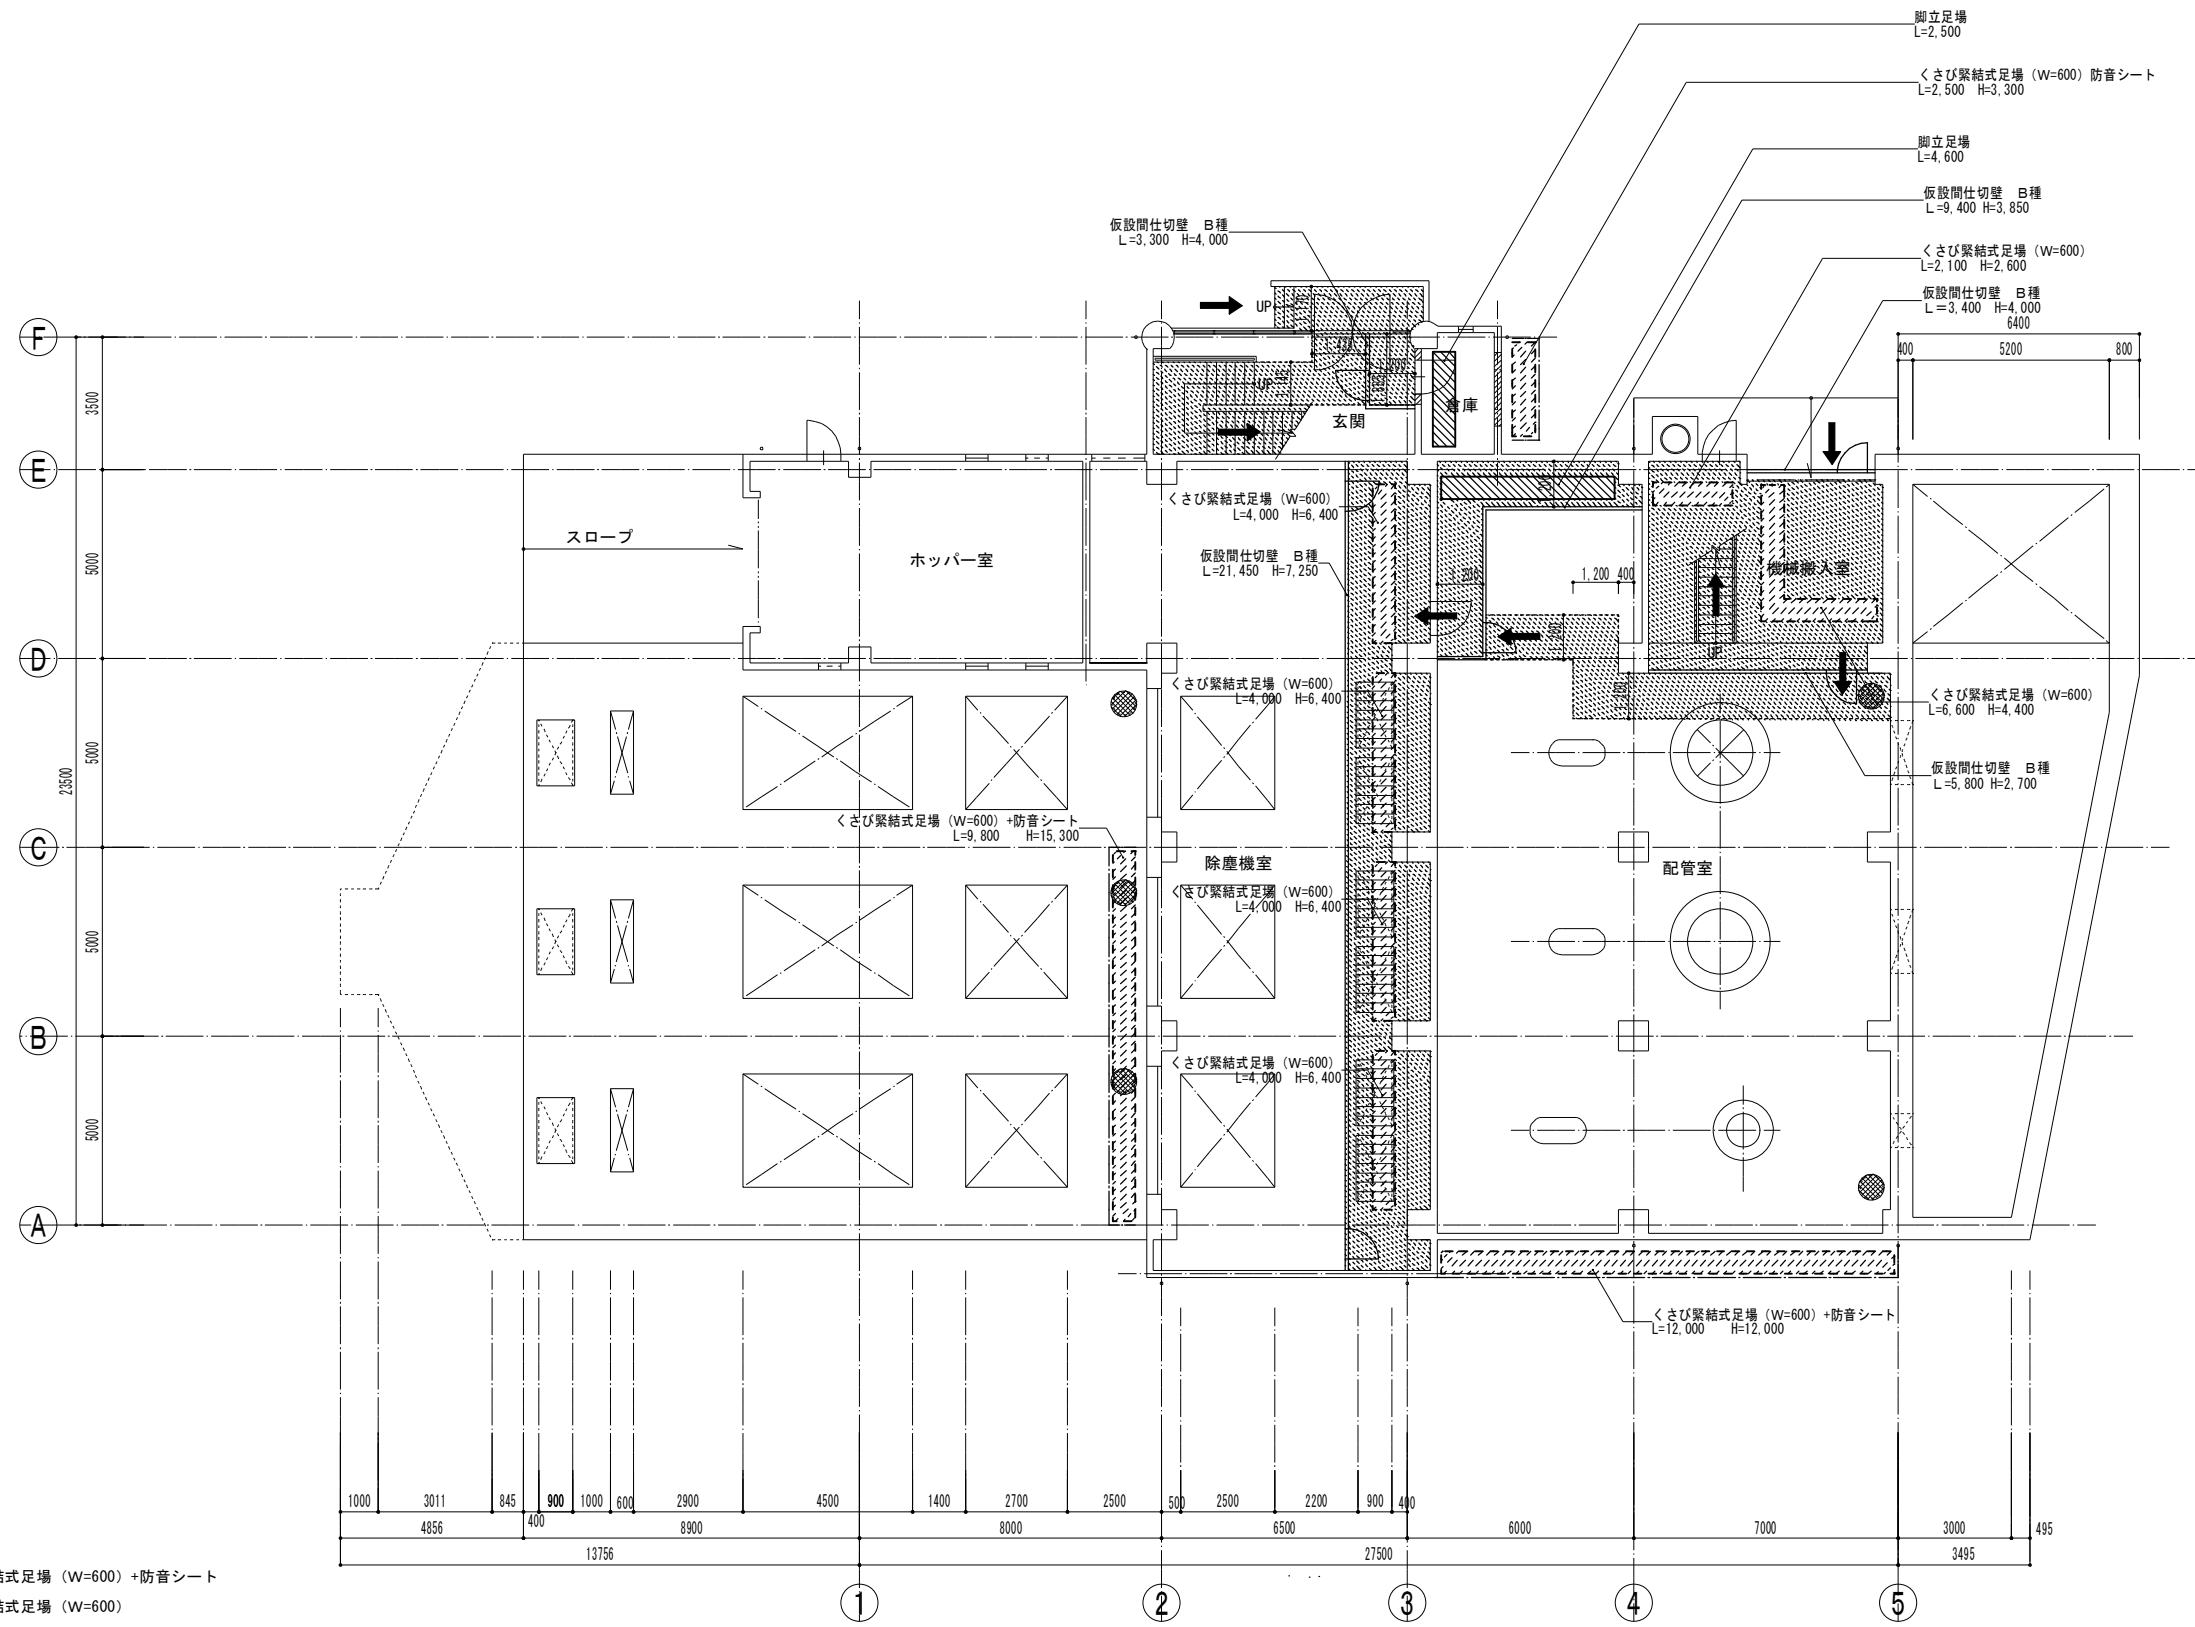 脚立足場
L=2,500
くさび緊結式足場（W=600）防音シート
L=2,500 H=3,300
脚立足場
L=4,600
仮設間仕切壁 B種
L=9,400 H=3,850
仮設間仕切壁 B種
L=3,300 H=4,000
くさび緊結式足場（W=600）
L=2,100 H=2,600
仮設間仕切壁 B種
L=3,400 H=4,000
6400
400 5200 800
UP
F
UP
倉庫
玄関
3500
E
くさび緊結式足場（W=600）
L=4,000 H=6,400
スロープ
ホッパー室
仮設間仕切壁 B種
L=21,450 H=7,250
1,200
1,200 400
機械搬入室
5000
D
UP
くさび緊結式足場（W=600）
L=4,000 H=6,400
くさび緊結式足場（W=600）
L=6,600 H=4,400
5000
23500
仮設間仕切壁 B種
L=5,800 H=2,700
くさび緊結式足場（W=600）+防音シート
L=9,800 H=15,300
C
除塵機室
配管室
くさび緊結式足場（W=600）
L=4,000 H=6,400
5000
B
くさび緊結式足場（W=600）
L=4,000 H=6,400
5000
A
くさび緊結式足場（W=600）+防音シート
L=12,000 H=12,000
1000 3011 845 400 900 1000 600 2900 4500 1400 2700 2500 500 2500 2200 900 400
4856 8900 8000 6500 6000 7000 3000 495
13756 27500 3495
結式足場（W=600）+防音シート
結式足場（W=600）
1 2 3 4 5